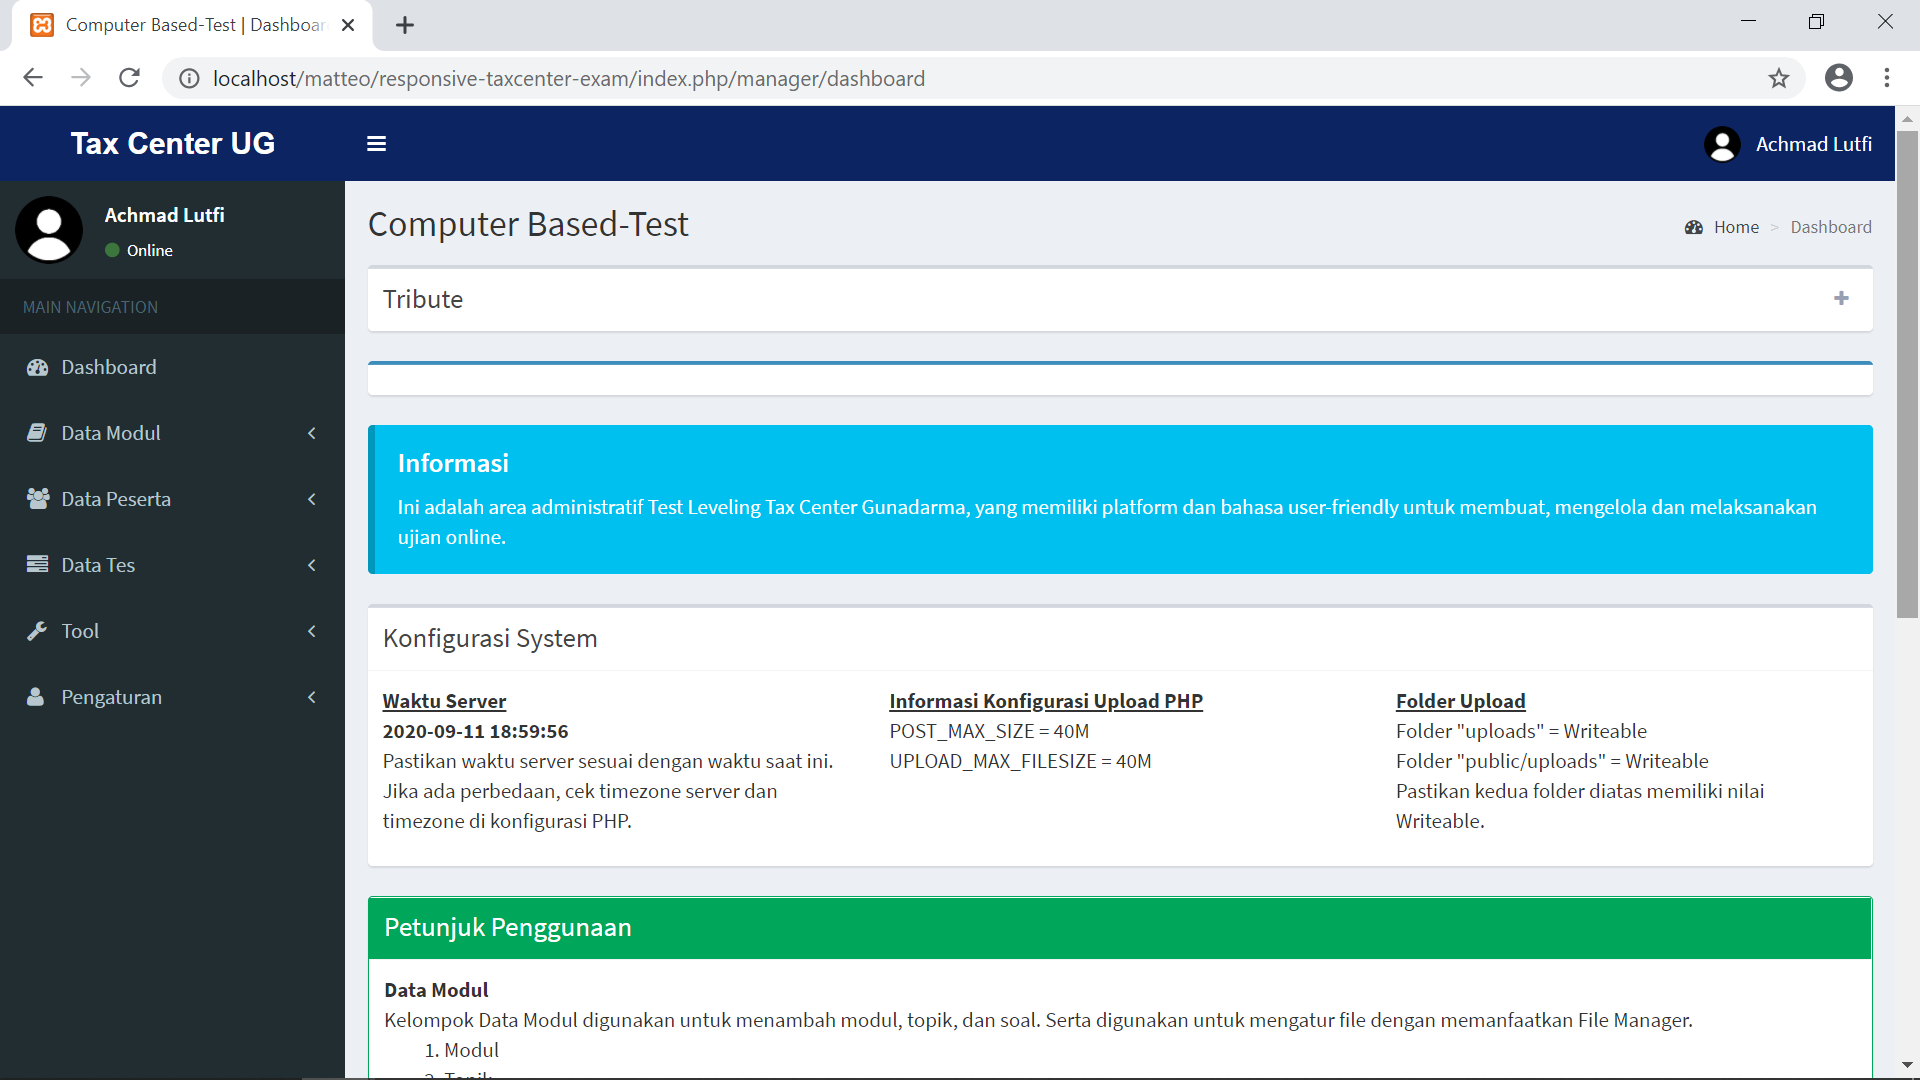 Computer Based-Test | Dashboar
localhost/matteo/responsive-taxcenter-exam/index.php/manager/dashboard
Tax Center UG
Achmad Lutfi
Achmad Lutfi
Online
MAIN NAVIGATION
Dashboard
Data Modul
Data Peserta
Data Tes
Tool
Pengaturan
Computer Based-Test
Home > Dashboard
Tribute
Informasi
Ini adalah area administratif Test Leveling Tax Center Gunadarma, yang memiliki platform dan bahasa user-friendly untuk membuat, mengelola dan melaksanakan
ujian online.
Konfigurasi System
Waktu Server
2020-09-11 18:59:56
Pastikan waktu server sesuai dengan waktu saat ini.
Jika ada perbedaan, cek timezone server dan
timezone di konfigurasi PHP.
Informasi Konfigurasi Upload PHP
POST_MAX_SIZE = 40M
UPLOAD_MAX_FILESIZE = 40M
Folder Upload
Folder "uploads" = Writeable
Folder "public/uploads" = Writeable
Pastikan kedua folder diatas memiliki nilai
Writeable.
Petunjuk Penggunaan
Data Modul
Kelompok Data Modul digunakan untuk menambah modul, topik, dan soal. Serta digunakan untuk mengatur file dengan memanfaatkan File Manager.
1. Modul
2. Topik